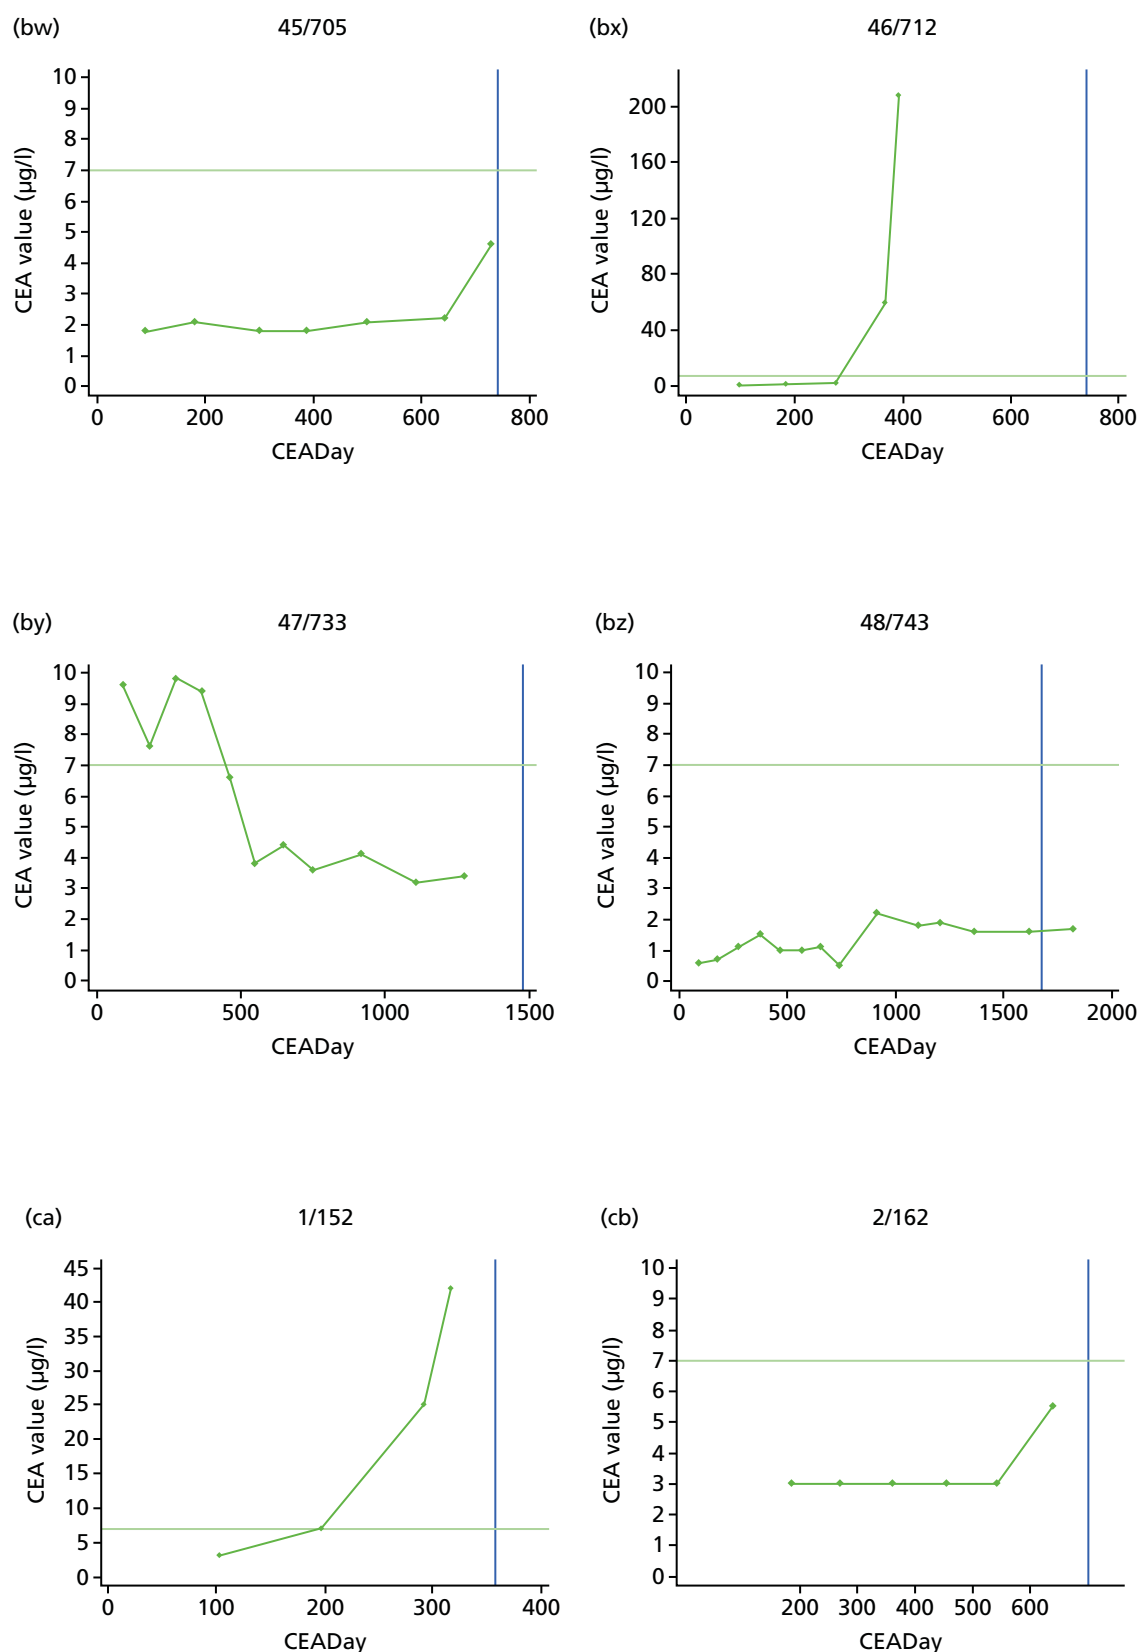 (bw) 45/705
10
9
8
7
6
5
4
3
2
1
0
CEA value (µg/l)
0 200 400 600 800
CEADay
(bx) 46/712
200
160
120
80
40
0
CEA value (µg/l)
0 200 400 600 800
CEADay
(by) 47/733
10
9
8
7
6
5
4
3
2
1
0
CEA value (µg/l)
0 500 1000 1500
CEADay
(bz) 48/743
10
9
8
7
6
5
4
3
2
1
0
CEA value (µg/l)
0 500 1000 1500 2000
CEADay
(ca) 1/152
45
40
35
30
25
20
15
10
5
0
CEA value (µg/l)
0 100 200 300 400
CEADay
(cb) 2/162
10
9
8
7
6
5
4
3
2
1
0
CEA value (µg/l)
200 300 400 500 600
CEADay